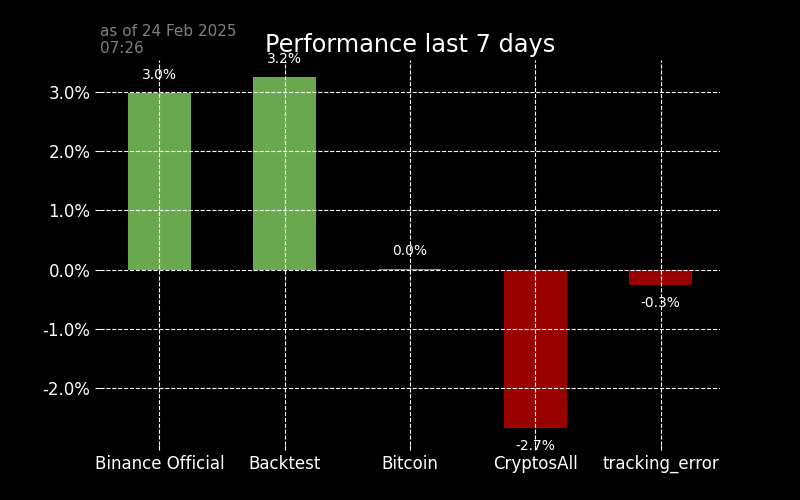 as of 24 Feb 2025
07:26
Performance last 7 days
3.0%
3.2%
0.0%
-2.7%
-0.3%
3.0%
2.0%
1.0%
0.0%
-1.0%
-2.0%
Binance Official
Backtest
Bitcoin
CryptosAll
tracking_error